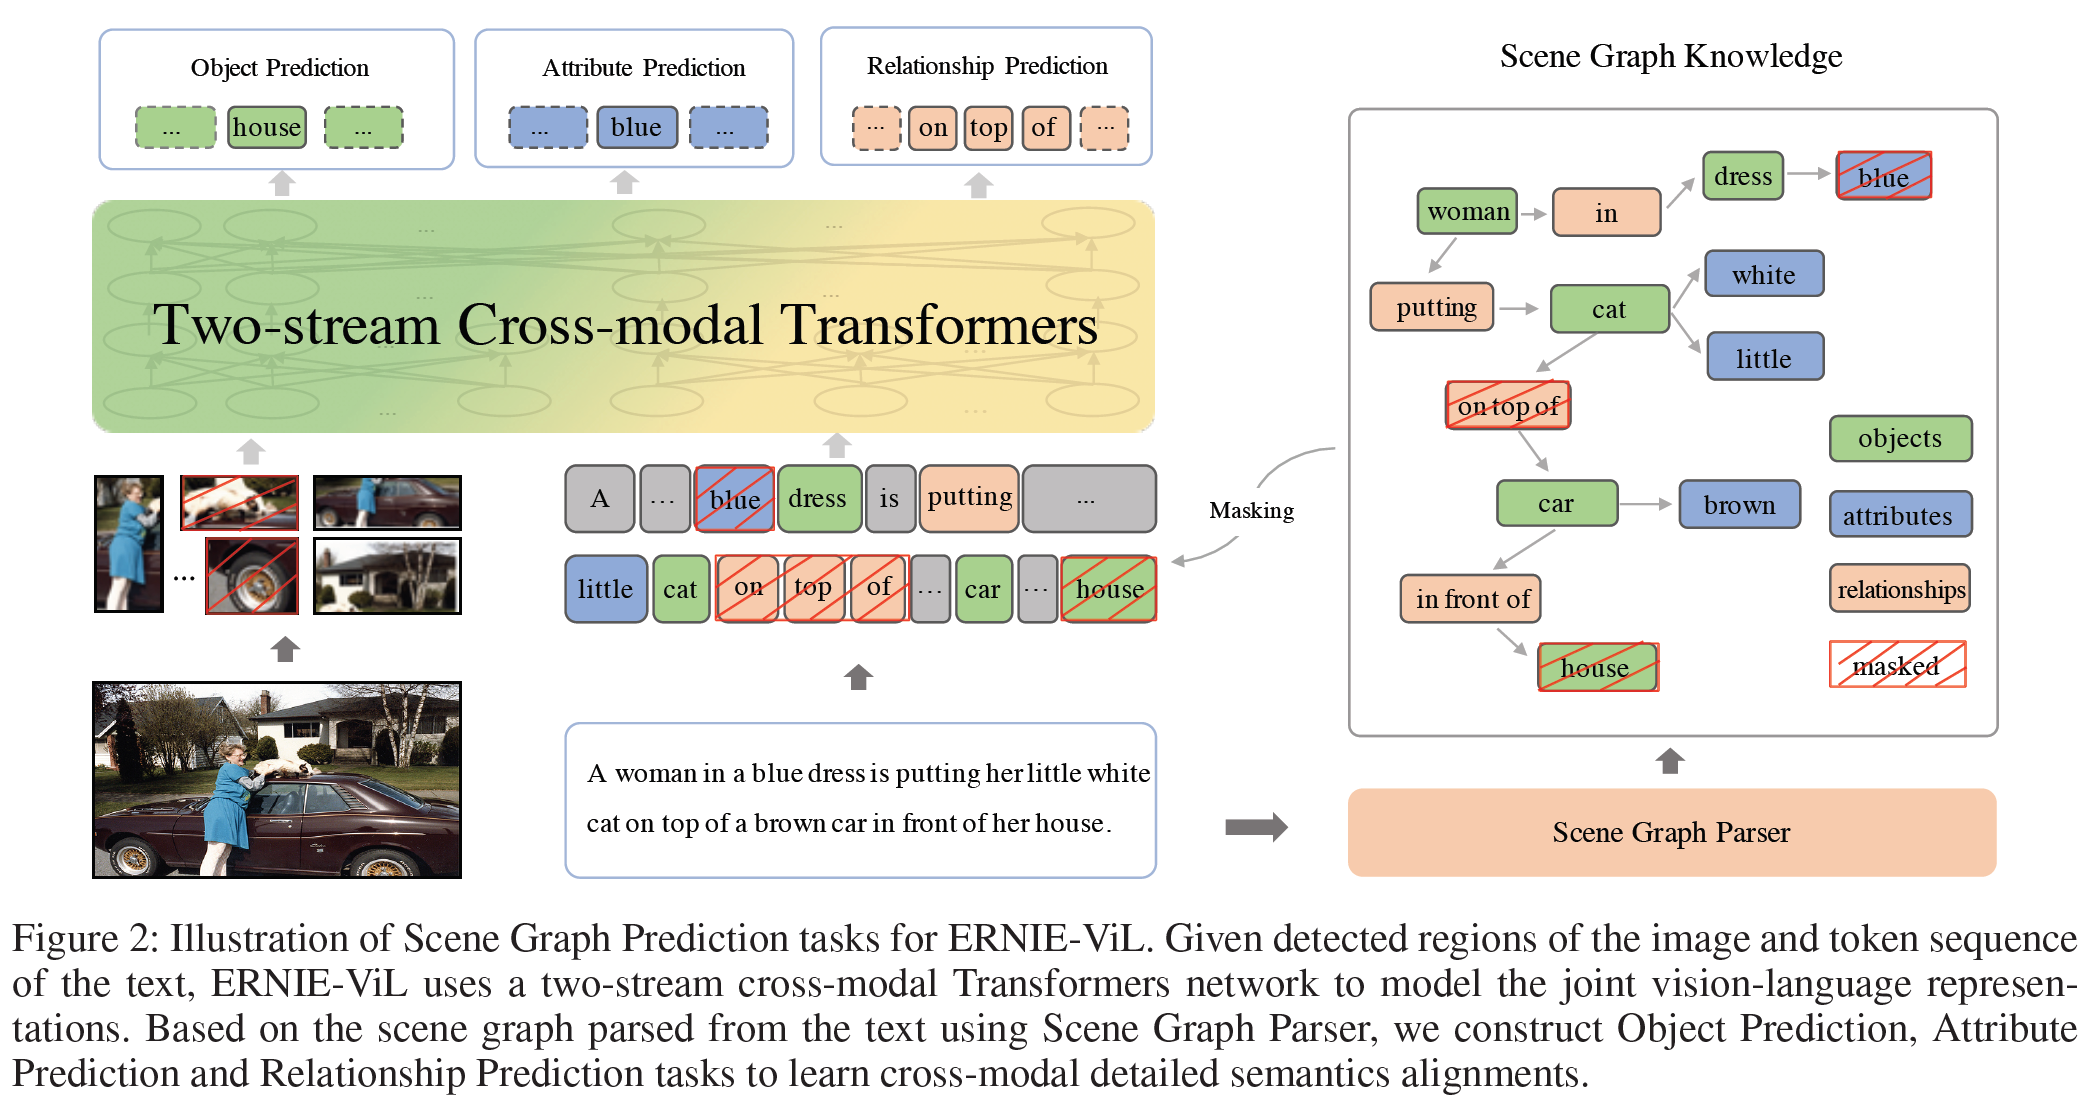 Object Prediction
... house ...
Attribute Prediction
... blue ...
Relationship Prediction
... on top of ...
Two-stream Cross-modal Transformers
...
A ... blue dress is putting ...
little cat on top of ... car ... house
A woman in a blue dress is putting her little white
cat on top of a brown car in front of her house.
Masking
Scene Graph Knowledge
woman
in
dress
blue
putting
cat
white
little
on top of
car
brown
in front of
house
objects
attributes
relationships
masked
Scene Graph Parser
Figure 2: Illustration of Scene Graph Prediction tasks for ERNIE-ViL. Given detected regions of the image and token sequence
of the text, ERNIE-ViL uses a two-stream cross-modal Transformers network to model the joint vision-language represen-
tations. Based on the scene graph parsed from the text using Scene Graph Parser, we construct Object Prediction, Attribute
Prediction and Relationship Prediction tasks to learn cross-modal detailed semantics alignments.